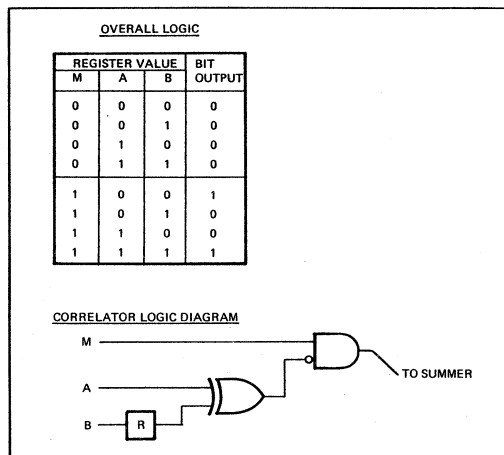 OVERALL LOGIC
REGISTER VALUE BIT OUTPUT
M A B
0 0 0 0
0 0 1 0
0 1 0 0
0 1 1 0
1 0 0 1
1 0 1 0
1 1 0 0
1 1 1 1
CORRELATOR LOGIC DIAGRAM
M
TO SUMMER
A
B R